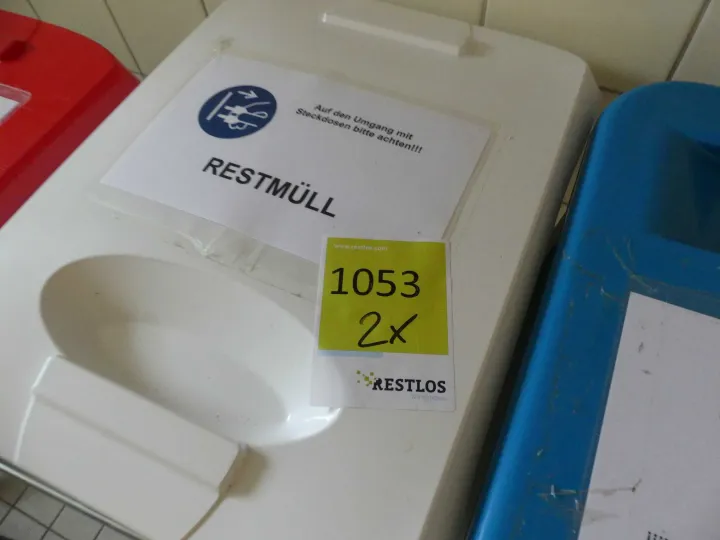 Auf den Umgang mit
Steckdosen bitte achten!!!
RESTMÜLL
1053
2x
RESTLOS